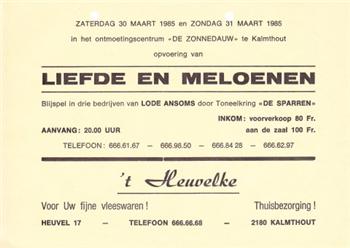 ZATERDAG 30 MAART 1985 en ZONDAG 31 MAART 1985
in het ontmoetingscentrum «DE ZONNEDAUW» te Kalmthout
opvoering van
LIEFDE EN MELOENEN
Blijspel in drie bedrijven van LODE ANSOMS door Toneelkring «DE SPARREN»
INKOM: voorverkoop 80 Fr.
AANVANG: 20.00 UUR aan de zaal 100 Fr.
TELEFOON: 666.61.67 — 666.98.50 — 666.84 28 — 666.62.97
't Heuvelke
Voor Uw fijne vleeswaren! Thuisbezorging!
HEUVEL 17 — TELEFOON 666.66.68 — 2180 KALMTHOUT